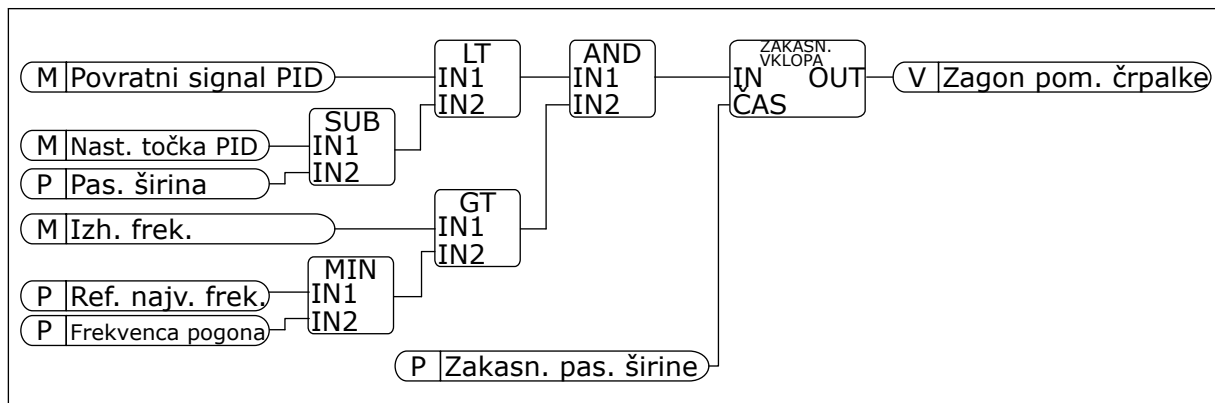 LT
AND
ZAKASN.
VKLOPA
M Povratni signal PID
IN1
IN1
IN OUT
V Zagon pom. črpalke
IN2
IN2
ČAS
SUB
M Nast. točka PID
IN1
P Pas. širina
IN2
GT
M Izh. frek.
IN1
IN2
MIN
P Ref. najv. frek.
IN1
P Frekvenca pogona
IN2
P Zakasn. pas. širine